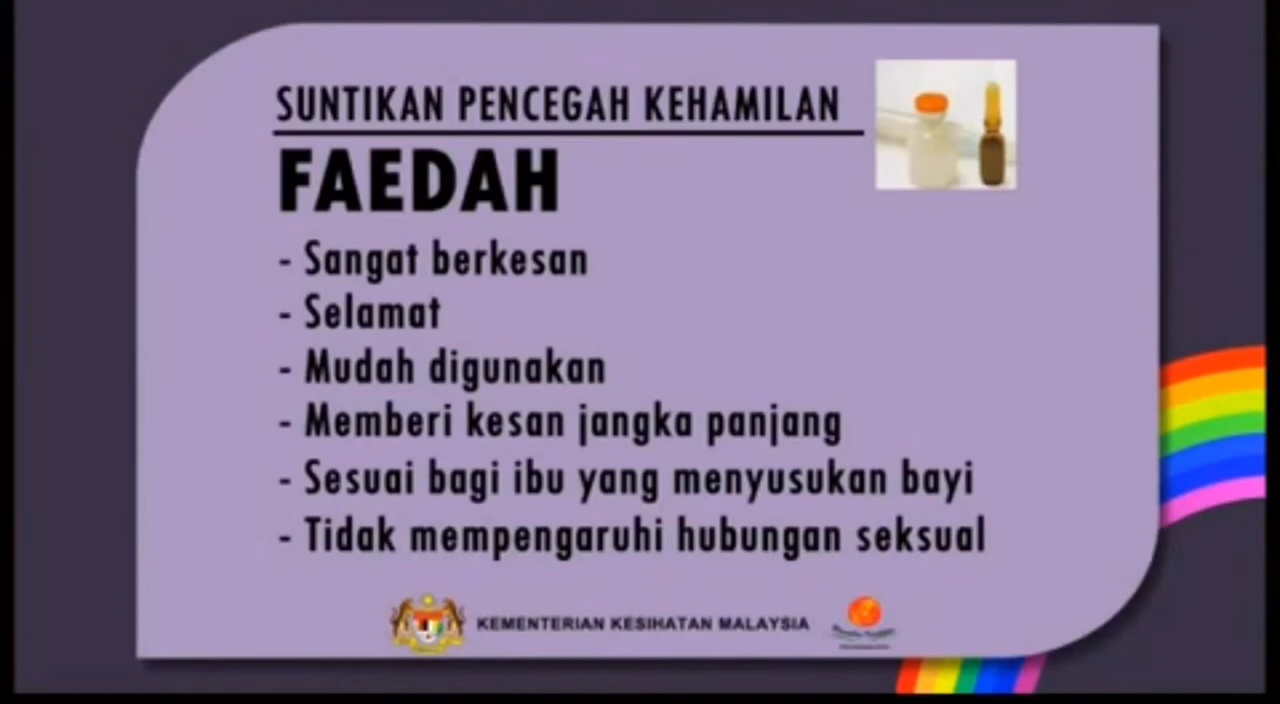 SUNTIKAN PENCEGAH KEHAMILAN
FAEDAH
- Sangat berkesan
- Selamat
- Mudah digunakan
- Memberi kesan jangka panjang
- Sesuai bagi ibu yang menyusukan bayi
- Tidak mempengaruhi hubungan seksual
KEMENTERIAN KESIHATAN MALAYSIA